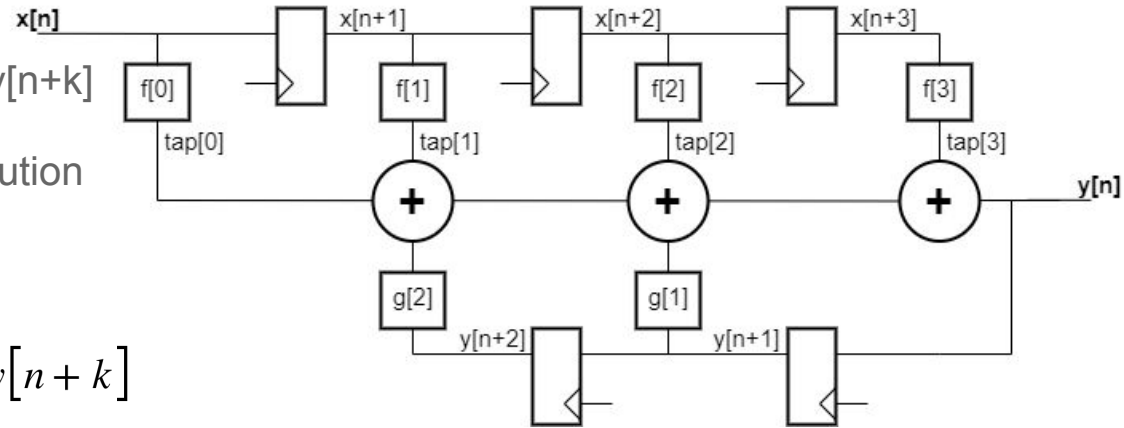 x[n] x[n+1] x[n+2] x[n+3]
y[n+k] f[0] f[1] f[2] f[3]
tap[0] tap[1] tap[2] tap[3]
+ + + y[n]
g[2] g[1]
y[n+2] y[n+1]
[n + k]